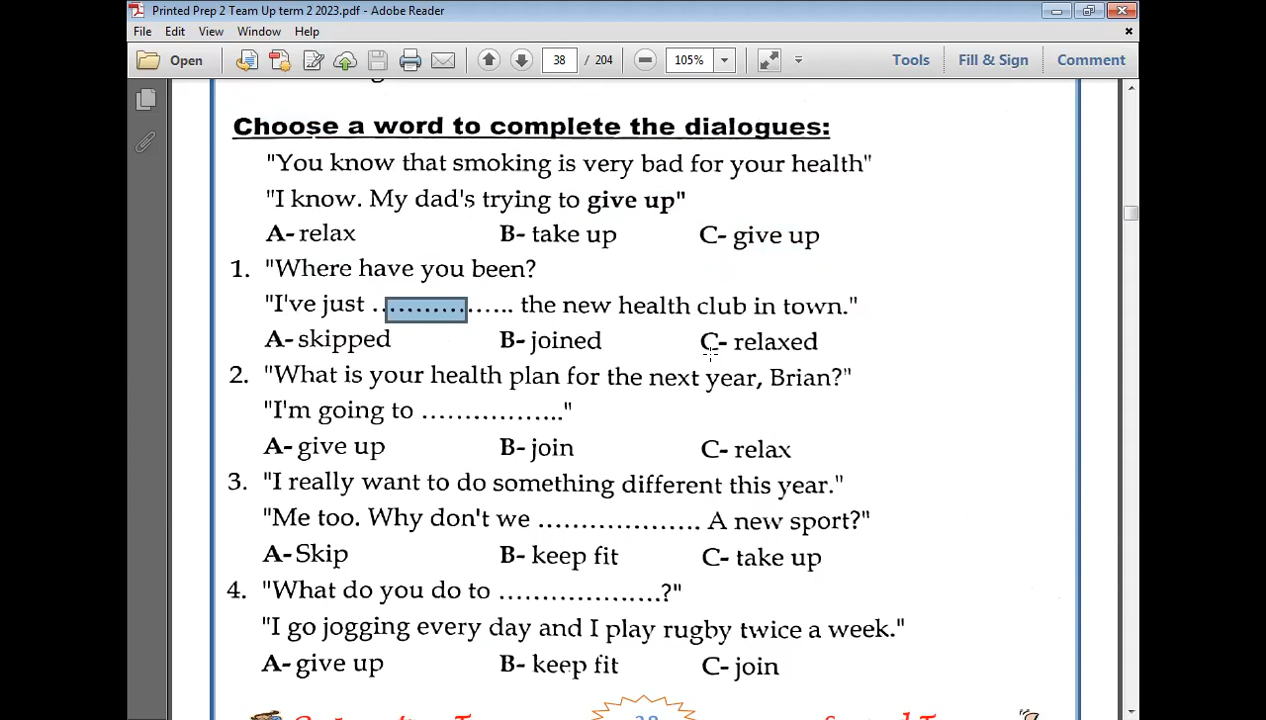 Printed Prep 2 Team Up term 2 2023.pdf - Adobe Reader
File Edit View Window Help
Open 38 / 204 105% Tools Fill & Sign Comment
Choose a word to complete the dialogues:
"You know that smoking is very bad for your health"
"I know. My dad's trying to give up"
A- relax B- take up C- give up
1. "Where have you been?
"I've just ……………….. the new health club in town."
A- skipped B- joined C- relaxed
2. "What is your health plan for the next year, Brian?"
"I'm going to …………….."
A- give up B- join C- relax
3. "I really want to do something different this year."
"Me too. Why don't we ………………. A new sport?"
A- Skip B- keep fit C- take up
4. "What do you do to ……………….?"
"I go jogging every day and I play rugby twice a week."
A- give up B- keep fit C- join
38